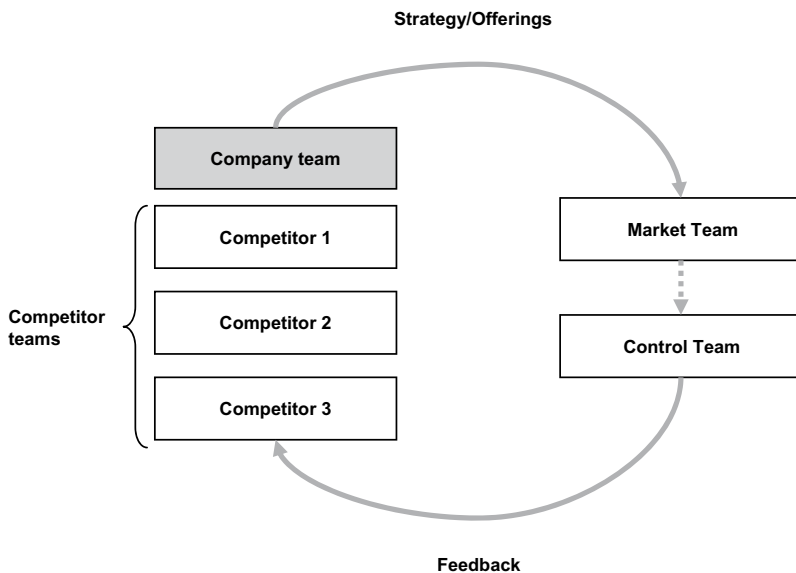 Strategy/Offerings
Company team
Competitor 1
Market Team
Competitor
teams
Competitor 2
Control Team
Competitor 3
Feedback